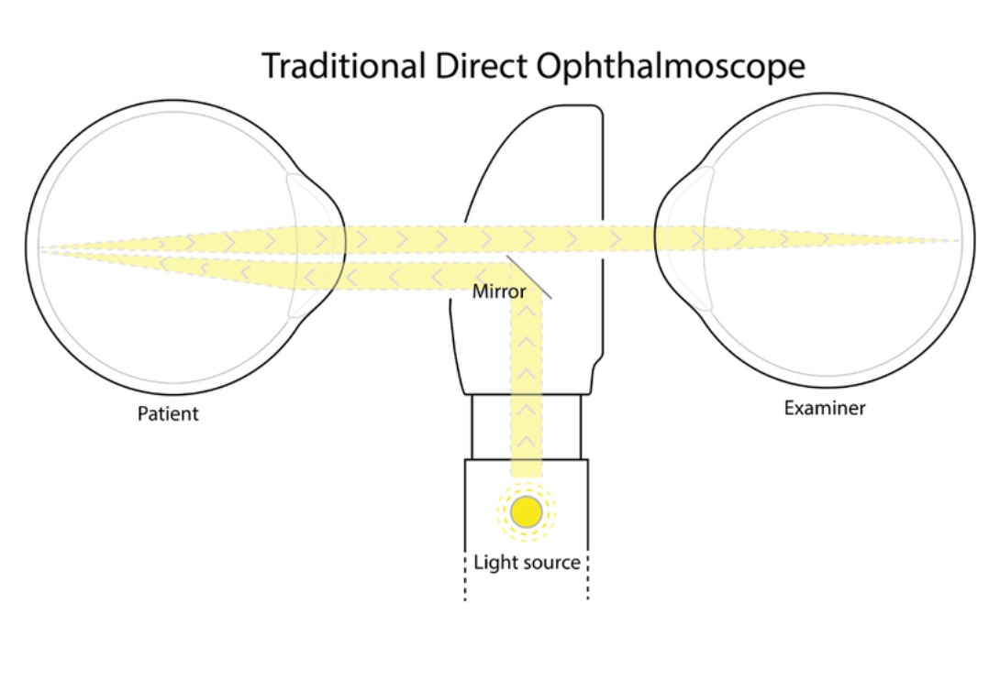 Traditional Direct Ophthalmoscope
Mirror
Patient
Examiner
Light source